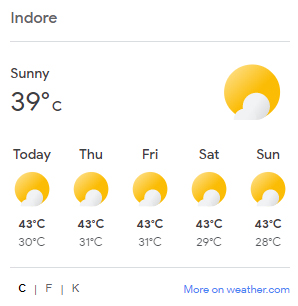 Indore
Sunny
39°C
Today Thu Fri Sat Sun
43°C 43°C 43°C 43°C 43°C
30°C 31°C 31°C 29°C 28°C
C | F | K More on weather.com